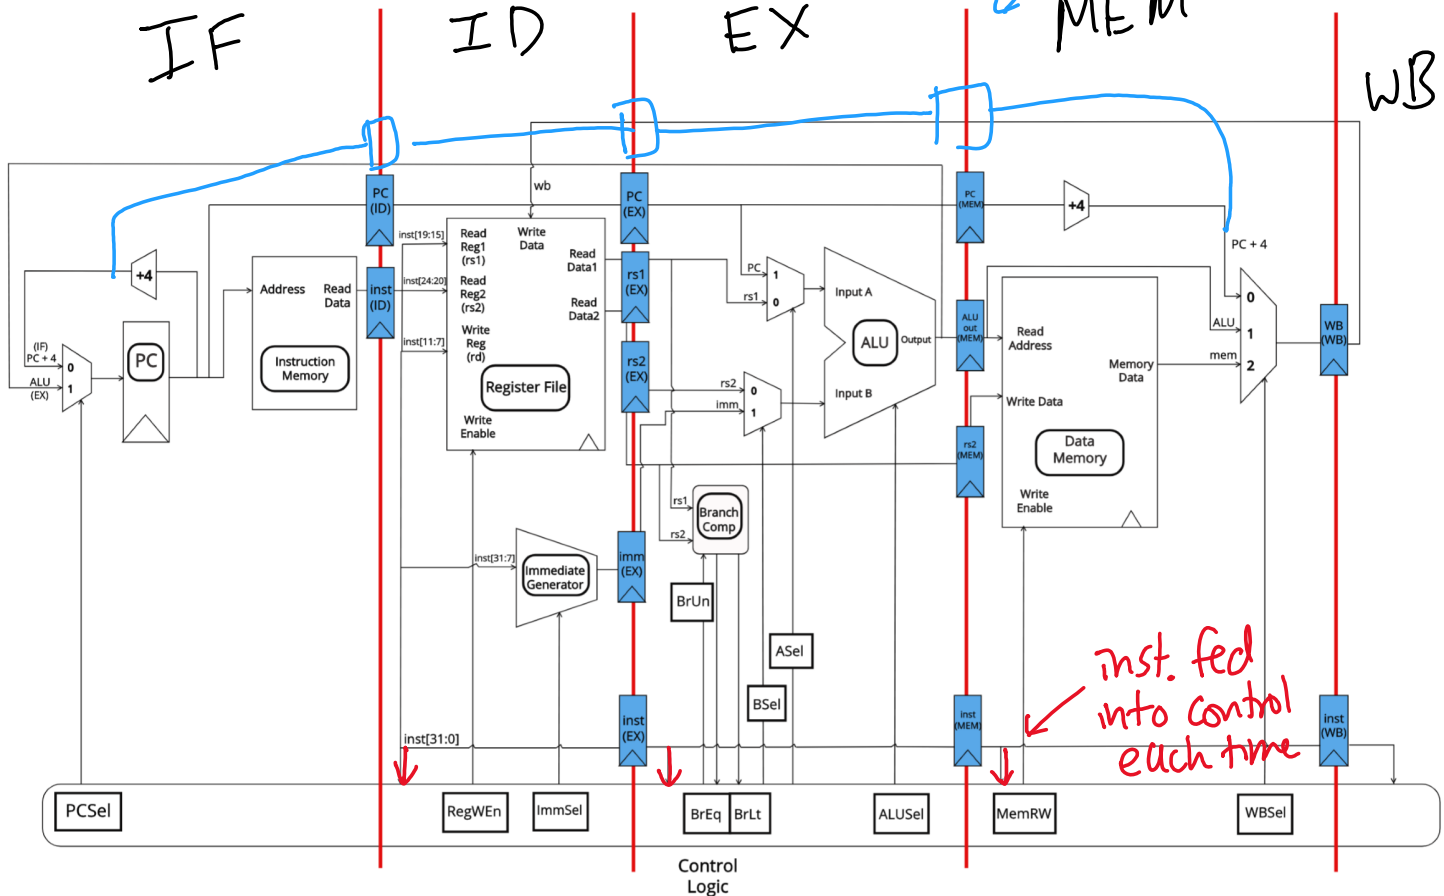 IF
ID
EX
MEM
WB
wb
PC
(ID)
PC
(EX)
PC
(MEM)
+4
PC + 4
inst[19:15]
Read
Reg1
(rs1)
Write
Data
Read
Data1
inst[24:20]
Read
Reg2
(rs2)
Read
Data2
inst[11:7]
Write
Reg
(rd)
Register File
Write
Enable
+4
Address
Read
Data
Instruction
Memory
inst
(ID)
(IF)
PC + 4
0
ALU
1
(EX)
PC
rs1
(EX)
rs2
(EX)
PC
1
rs1
0
rs2
0
imm
1
Input A
ALU
Output
Input B
ALU
out
(MEM)
rs2
(MEM)
Read
Address
Memory
Data
Write Data
Data
Memory
Write
Enable
0
ALU
1
mem
2
WB
(WB)
rs1
rs2
Branch
Comp
inst[31:7]
Immediate
Generator
imm
(EX)
BrUn
ASel
BSel
inst. fed
into control
each time
inst[31:0]
inst
(EX)
inst
(MEM)
inst
(WB)
PCSel
RegWEn
ImmSel
BrEq
BrLt
ALUSel
MemRW
WBSel
Control
Logic